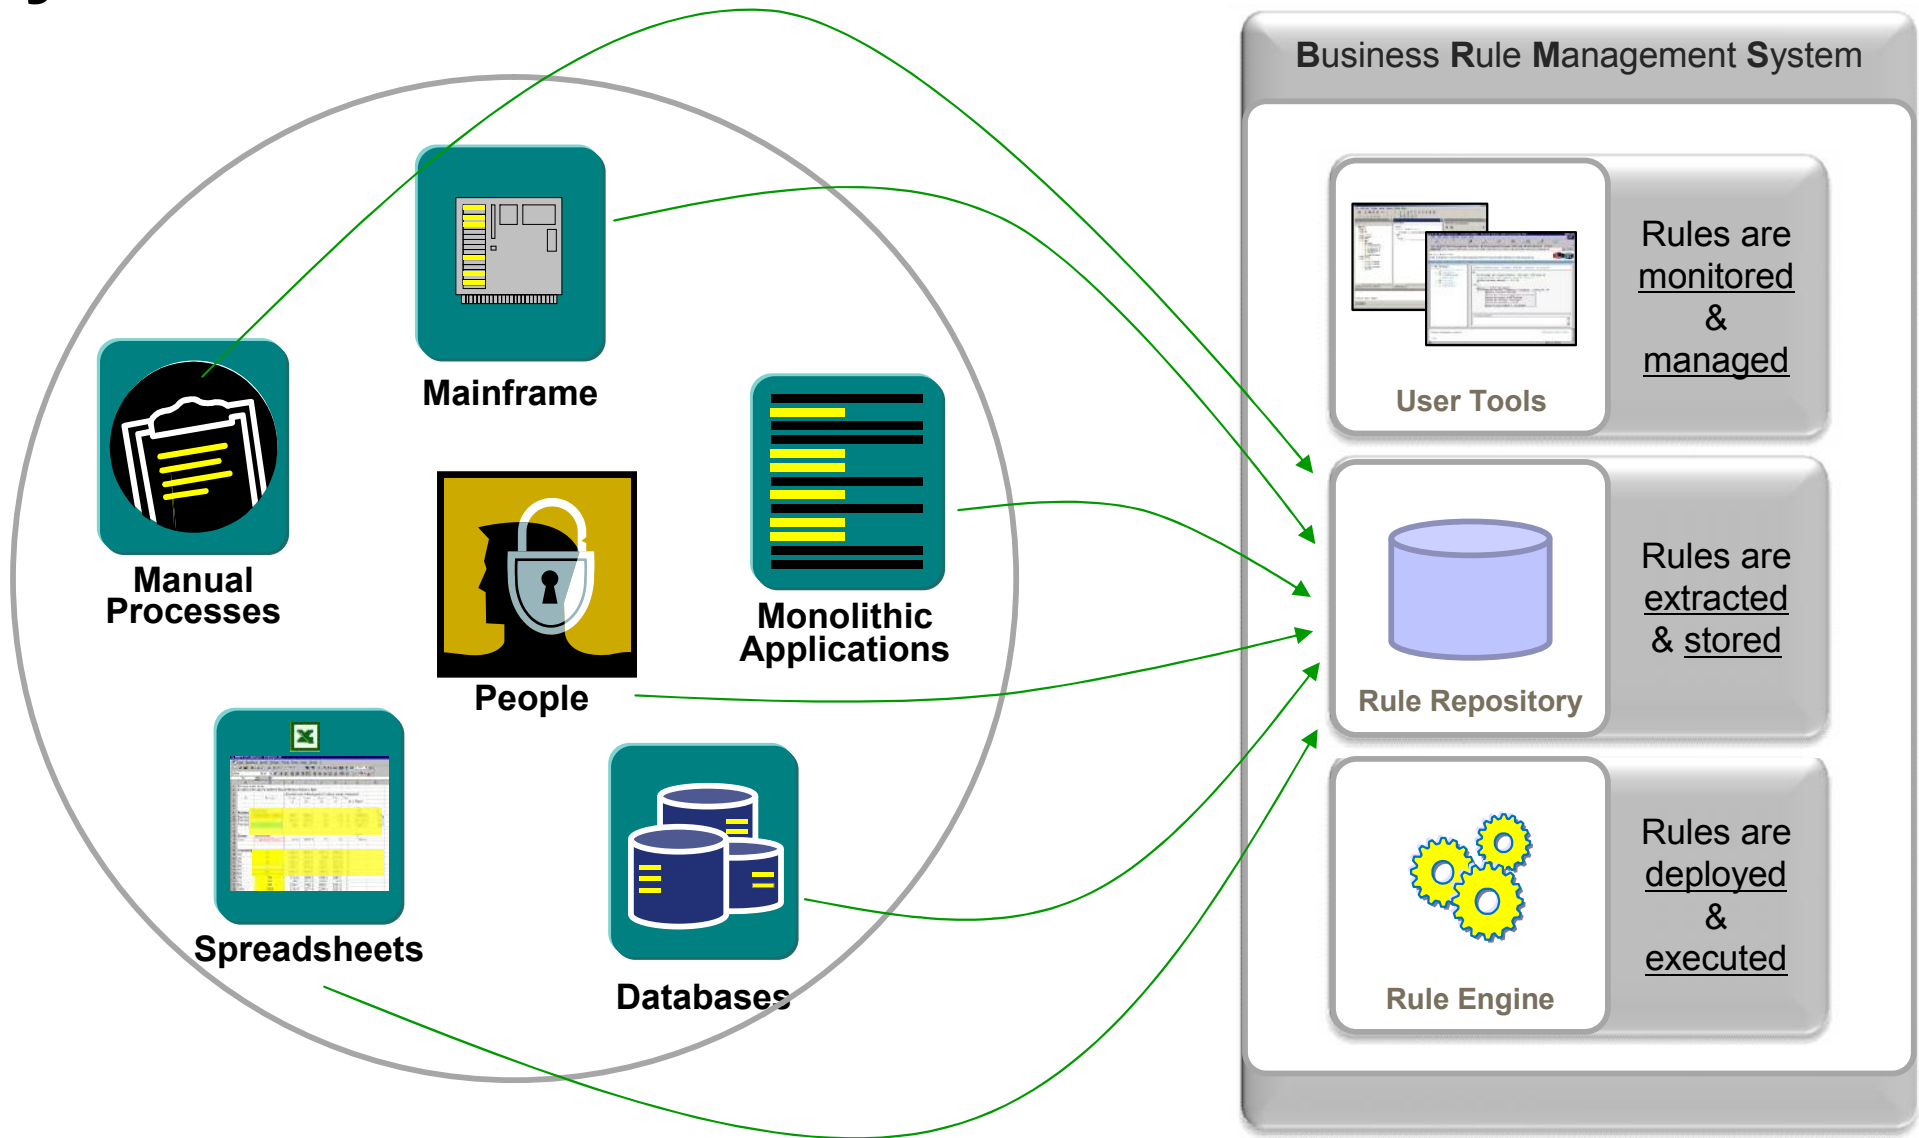 Business Rule Management System
Mainframe
Manual
Processes
People
Monolithic
Applications
Spreadsheets
Databases
User Tools
Rules are
monitored
&
managed
Rule Repository
Rules are
extracted
& stored
Rule Engine
Rules are
deployed
&
executed